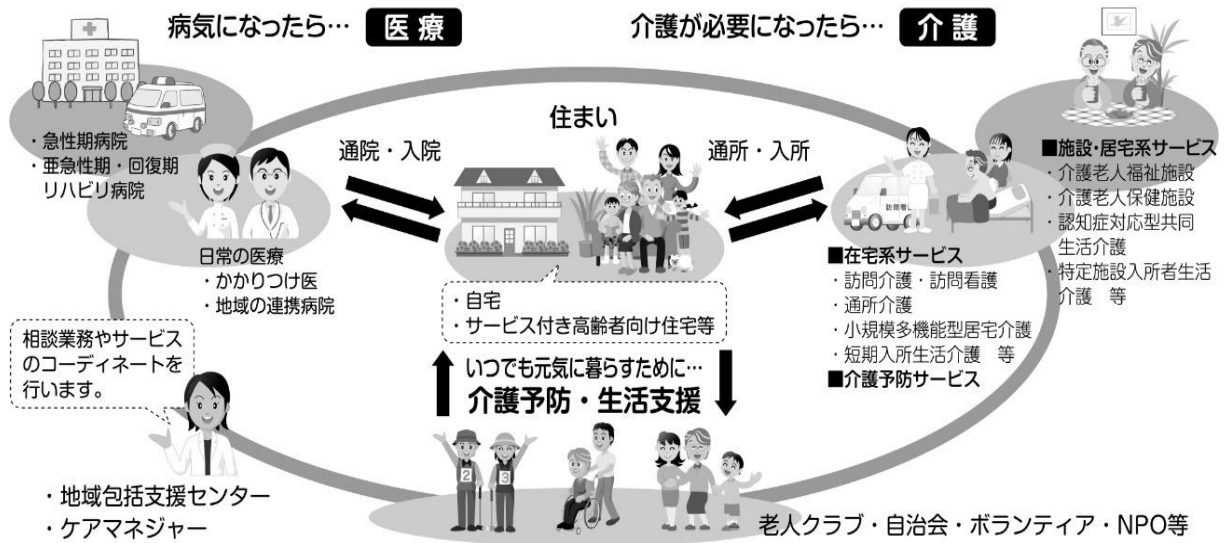 病気になったら… 医療
介護が必要になったら… 介護
・急性期病院
・亜急性期・回復期
リハビリ病院
日常の医療
・かかりつけ医
・地域の連携病院
通院・入院
住まい
通所・入所
・自宅
・サービス付き高齢者向け住宅等
訪問看
■在宅系サービス
・訪問介護・訪問看護
・通所介護
・小規模多機能型居宅介護
・短期入所生活介護 等
■介護予防サービス
■施設・居宅系サービス
・介護老人福祉施設
・介護老人保健施設
・認知症対応型共同
生活介護
・特定施設入所者生活
介護 等
相談業務やサービス
のコーディネートを
行います。
・地域包括支援センター
・ケアマネジャー
いつでも元気に暮らすために…
介護予防・生活支援
2
3
老人クラブ・自治会・ボランティア・NPO等